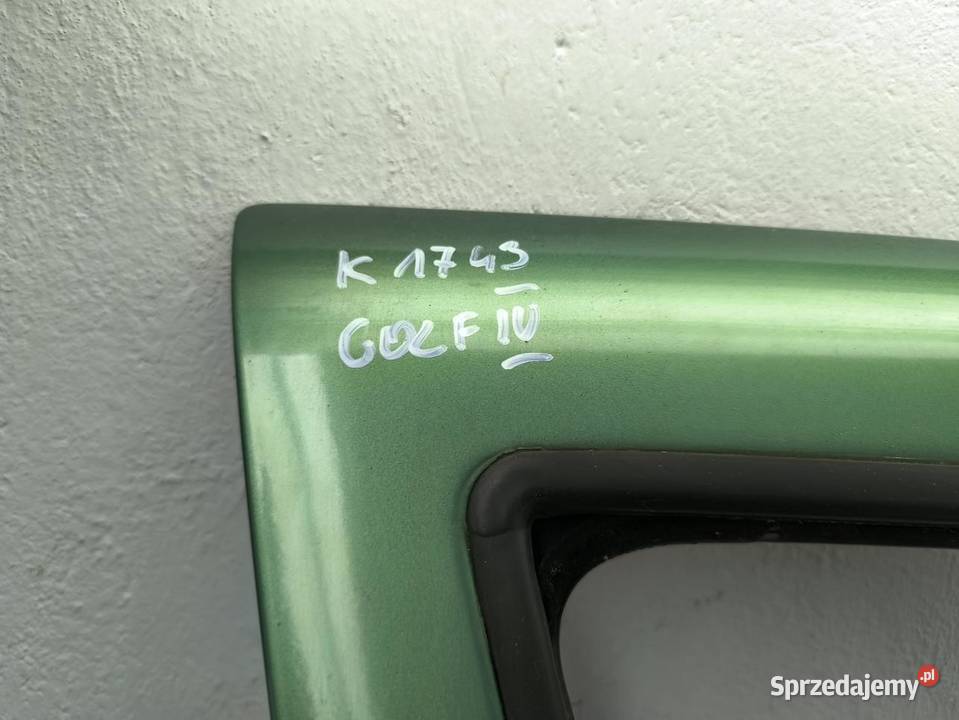 K 1743
GOLF IV
Sprzedajemy.pl